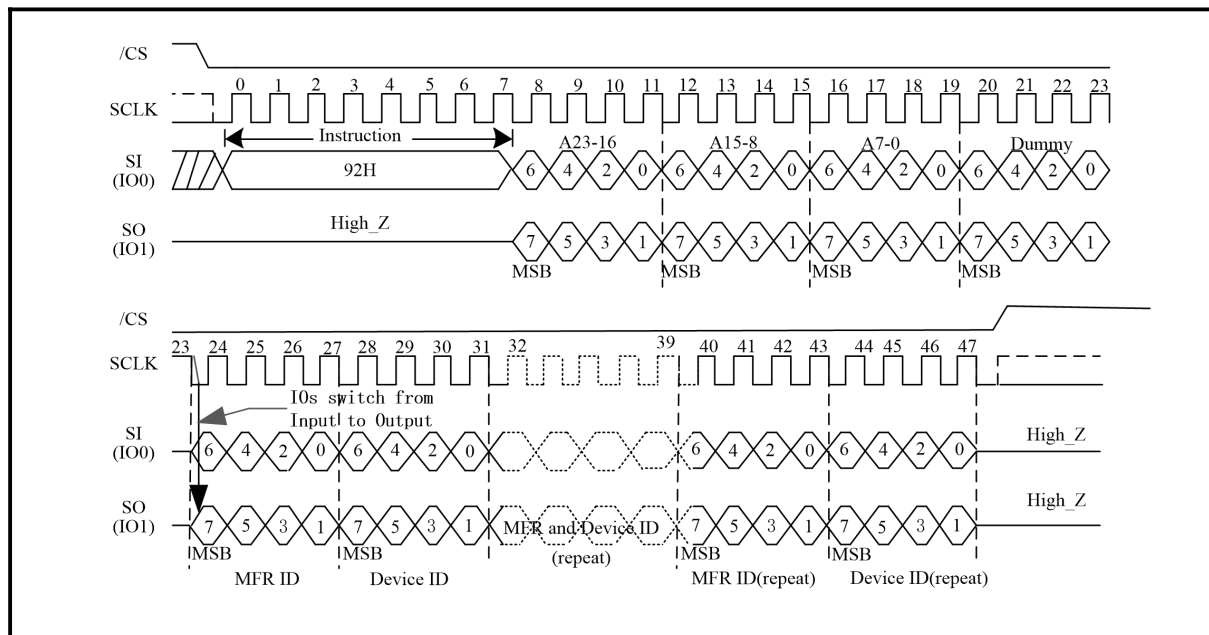 /CS
0 1 2 3 4 5 6 7 8 9 10 11 12 13 14 15 16 17 18 19 20 21 22 23
SCLK
Instruction A23-16 A15-8 A7-0 Dummy
SI
(IO0)
92H 6 4 2 0 6 4 2 0 6 4 2 0 6 4 2 0
High_Z
SO
(IO1)
7 5 3 1 7 5 3 1 7 5 3 1 7 5 3 1
MSB MSB MSB MSB
/CS
23 24 25 26 27 28 29 30 31 32 39 40 41 42 43 44 45 46 47
SCLK
IOs switch from
Input to Output
SI
(IO0)
6 4 2 0 6 4 2 0 6 4 2 0 6 4 2 0 High_Z
SO
(IO1)
7 5 3 1 7 5 3 1 MFR and Device ID 7 5 3 1 7 5 3 1 High_Z
MSB MSB (repeat) MSB MSB
MFR ID Device ID MFR ID(repeat) Device ID(repeat)